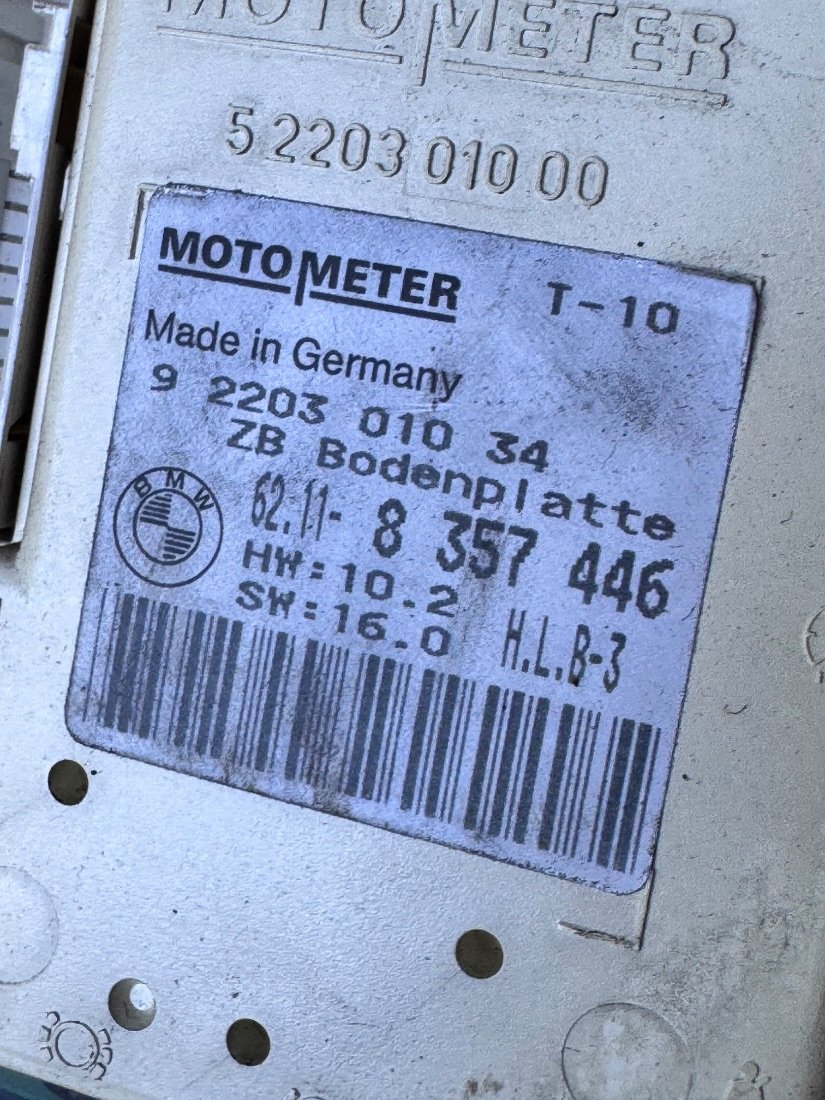 MOTOMETER
5 2203 010 00
MOTOMETER T-10
Made in Germany
9 2203 010 34
ZB Bodenplatte
BMW
62.11- 8 357 446
HW=10.2
SW=16.0 H.L.B-3